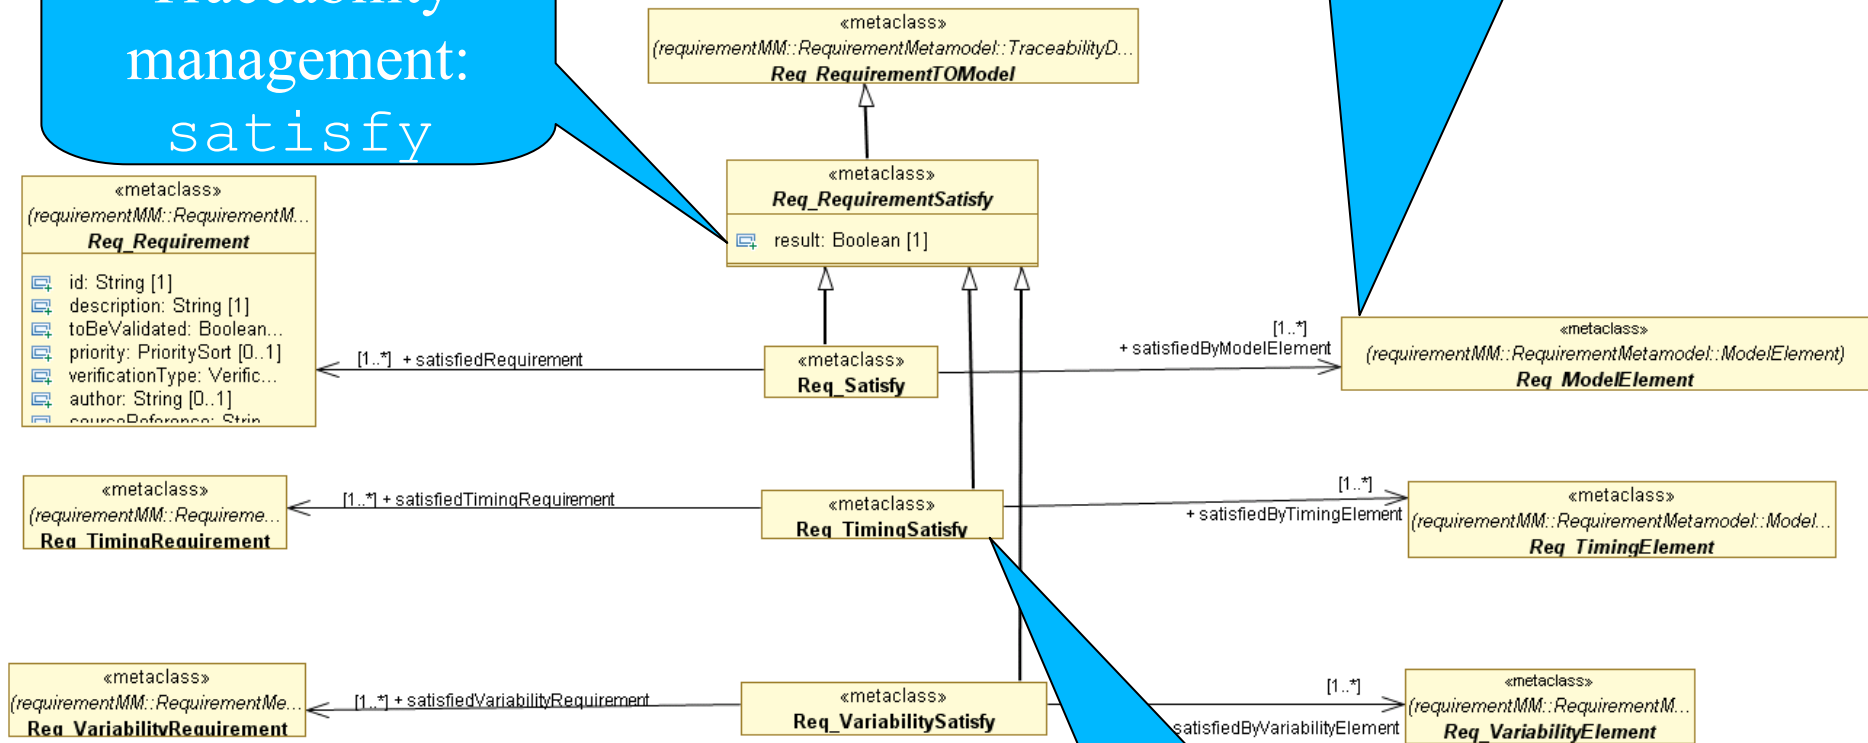 Traceability
management:
satisfy
«metaclass»
(requirementMM::RequirementMetamodel::TraceabilityD...
Req_RequirementTOModel
«metaclass»
Req_RequirementSatisfy
result: Boolean [1]
«metaclass»
(requirementMM::RequirementM...
Req_Requirement
id: String [1]
description: String [1]
toBeValidated: Boolean...
priority: PrioritySort [0..1]
verificationType: Verific...
author: String [0..1]
sourceReference: Strin...
[1..*] + satisfiedRequirement
«metaclass»
Req_Satisfy
[1..*]
+ satisfiedByModelElement
«metaclass»
(requirementMM::RequirementMetamodel::ModelElement)
Req_ModelElement
«metaclass»
(requirementMM::Requireme...
Req_TimingRequirement
[1..*] + satisfiedTimingRequirement
«metaclass»
Req_TimingSatisfy
[1..*]
+ satisfiedByTimingElement
«metaclass»
(requirementMM::RequirementMetamodel::Model...
Req_TimingElement
«metaclass»
(requirementMM::RequirementMe...
Req_VariabilityRequirement
[1..*] + satisfiedVariabilityRequirement
«metaclass»
Req_VariabilitySatisfy
[1..*]
satisfiedByVariabilityElement
«metaclass»
(requirementMM::RequirementM...
Req_VariabilityElement